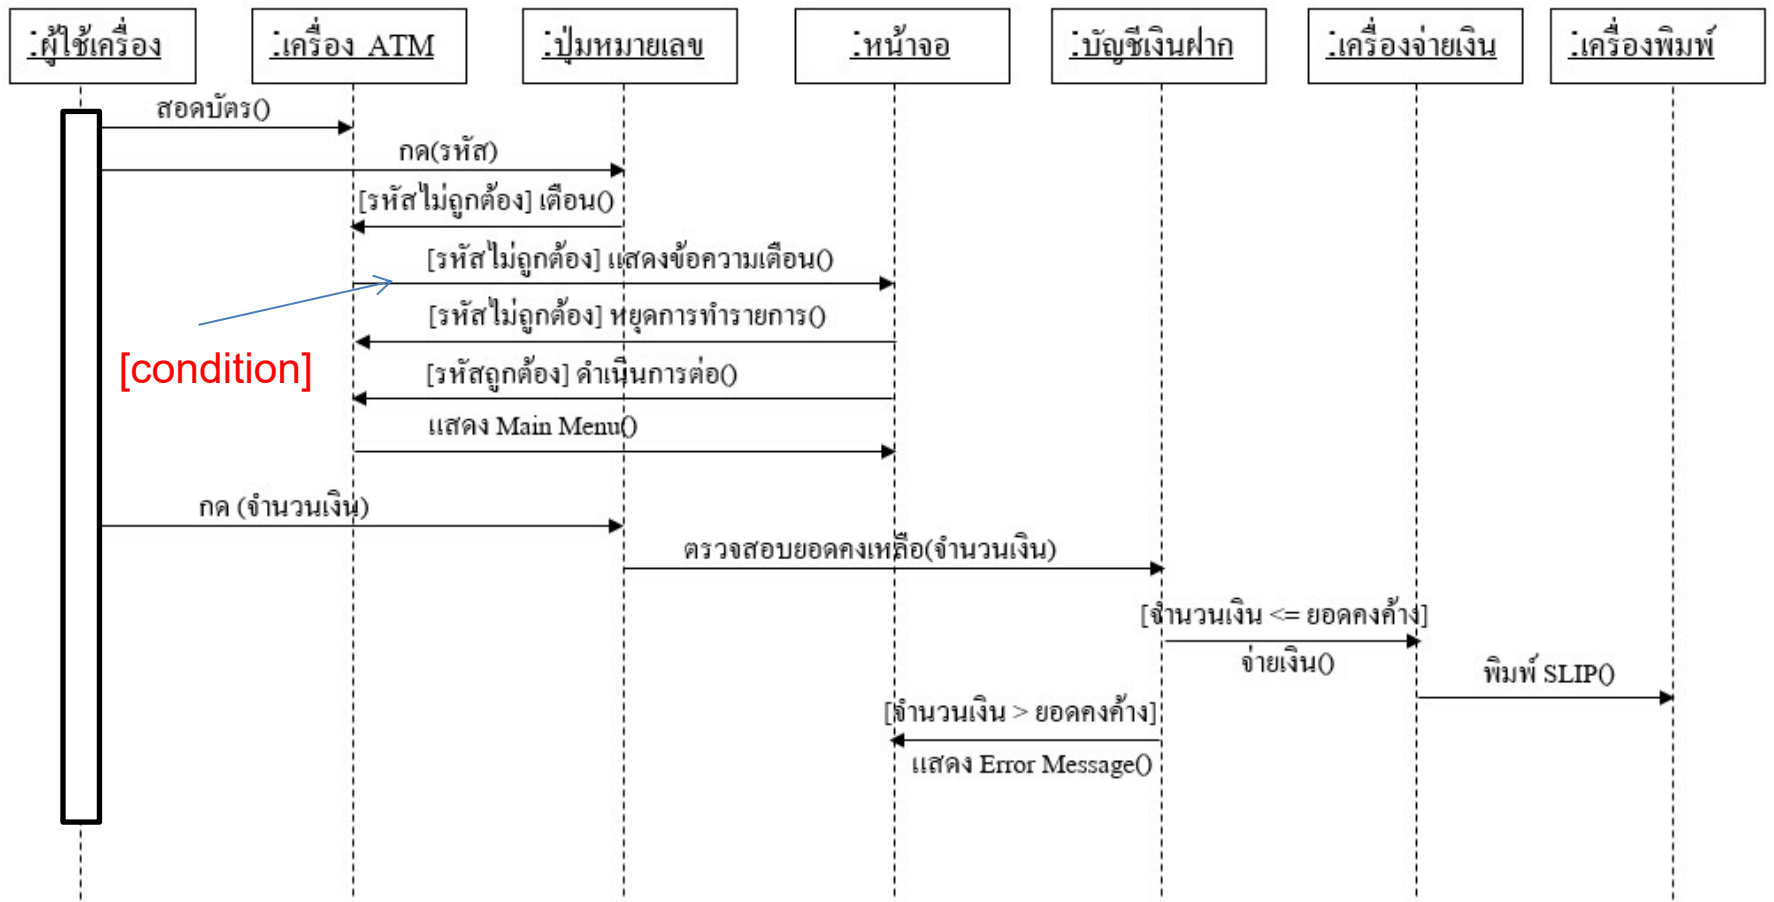 :ผู้ใช้เครื่อง
:เครื่อง ATM
:ปุ่มหมายเลข
:หน้าจอ
:บัญชีเงินฝาก
:เครื่องจ่ายเงิน
:เครื่องพิมพ์
สอดบัตร()
กด(รหัส)
[รหัสไม่ถูกต้อง] เตือน()
[รหัสไม่ถูกต้อง] แสดงข้อความเตือน()
[รหัสไม่ถูกต้อง] หยุดการทำรายการ()
[condition]
[รหัสถูกต้อง] ดำเนินการต่อ()
แสดง Main Menu()
กด (จำนวนเงิน)
ตรวจสอบยอดคงเหลือ(จำนวนเงิน)
[จำนวนเงิน <= ยอดคงค้าง]
จ่ายเงิน()
พิมพ์ SLIP()
[จำนวนเงิน > ยอดคงค้าง]
แสดง Error Message()